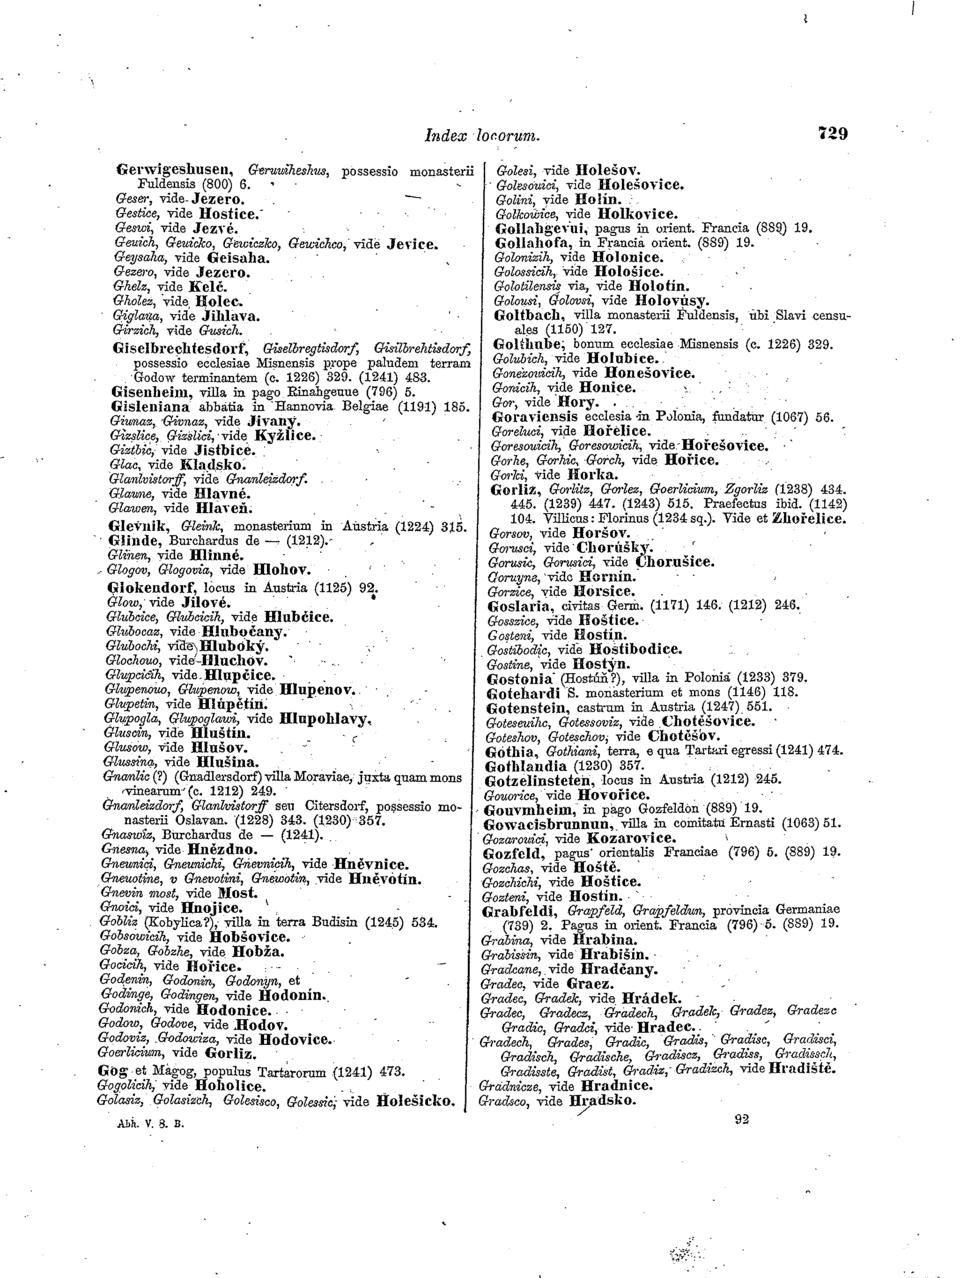 Index locorum. 729
Gerwigeshusen, Geruuiheshus, possessio monasterii
Fuldensis (800) 6.
Geser, vide Jezero.
Gestice, vide Hostice.
Geswi, vide Jezvé.
Geuich, Geuicko, Gewiczko, Gewichco, vide Jevice.
Geysaha, vide Geisaha.
Gezero, vide Jezero.
Ghelz, vide Kelč.
Gholez, vide Holec.
Giglaua, vide Jihlava.
Girzich, vide Gusich.
Giselbrechtesdorf, Giselbregtisdorf, Gisilbrehtisdorf,
possessio ecclesiae Misnensis prope paludem terram
Godow terminantem (c. 1226) 329. (1241) 483.
Gisenheim, villa in pago Rinahgeuue (796) 5.
Gisleniana abbatia in Hannovia Belgiae (1191) 185.
Giunaz, Givnaz, vide Jivany.
Gizslice, Gizslici, vide Kyžlice.
Giztbic, vide Jistbice.
Glac, vide Kladsko.
Glanlvistorff, vide Gnanleizdorf.
Glaune, vide Hlavné.
Glawen, vide Hlaveň.
Glevnik, Gleink, monasterium in Austria (1224) 315.
Glinde, Burchardus de — (1212).
Glinen, vide Hlinné.
Glogov, Glogovia, vide Hlohov.
Glokendorf, locus in Austria (1125) 92.
Glow, vide Jílové.
Glubcice, Glubcicih, vide Hlubčice.
Glubocaz, vide Hlubočany.
Glubochi, vide Hluboký.
Glochouo, vide Hluchov.
Glupcicih, vide Hlupčice.
Glupenouo, Glupenow, vide Hlupenov.
Glupetin, vide Hlúpětín.
Glupogla, Glupoglawi, vide Hlupohlavy.
Gluscin, vide Hluštin.
Glusow, vide Hlušov.
Glussina, vide Hlušina.
Gnanlic (?) (Gnadlersdorf) villa Moraviae, juxta quam mons
vinearum (c. 1212) 249.
Gnanleizdorf, Glanlvistorff seu Citersdorf, possessio mo-
nasterii Oslavan. (1228) 343. (1230) 357.
Gnaswiz, Burchardus de — (1241).
Gnesna, vide Hnězdno.
Gneunici, Gneunichi, Gnevnicih, vide Hněvnice.
Gneuotine, v Gnevotini, Gnewotin, vide Hněvotín.
Gnevin most, vide Most.
Gnoici, vide Hnojice.
Gobliz (Kobylica?), villa in terra Budisin (1245) 534.
Gobsowicih, vide Hobšovice.
Gobza, Gobzhe, vide Hobža.
Gocicih, vide Hořice.
Godenin, Godonin, Godonyn, et
Godinge, Godingen, vide Hodonín.
Godonich, vide Hodonice.
Godow, Godove, vide Hodov.
Godoviz, Godowiza, vide Hodovice.
Goerlicium, vide Gorliz.
Gog et Magog, populus Tartarorum (1241) 473.
Gogolicih, vide Hoholice.
Golasiz, Golasizch, Golesisco, Golessic, vide Holešicko.
Golesi, vide Holešov.
Golesouici, vide Holešovice.
Golini, vide Holin.
Golkowice, vide Holkovice.
Gollahgevui, pagus in orient. Francia (889) 19.
Gollahofa, in Francia orient. (889) 19.
Golonizih, vide Holonice.
Golossicih, vide Hološice.
Golotilensis via, vide Holotín.
Golousi, Golovsi, vide Holovúsy.
Goltbach, villa monasterii Fuldensis, ubi Slavi censu-
ales (1150) 127.
Golthube, bonum ecclesiae Misnensis (c. 1226) 329.
Golubich, vide Holubice.
Gonezowicih, vide Honešovice.
Gonicih, vide Honice.
Gor, vide Hory.
Goraviensis ecclesia in Polonia, fundatur (1067) 56.
Goreluci, vide Hořelice.
Goresouicih, Goresowicih, vide Hořešovice.
Gorhe, Gorhic, Gorch, vide Hořice.
Gorki, vide Horka.
Gorliz, Gorlitz, Gorlez, Goerlicium, Zgorliz (1238) 434.
445. (1239) 447. (1243) 515. Praefectus ibid. (1142)
104. Villicus: Florinus (1234 sq.). Vide et Zhořelice.
Gorsov, vide Horšov.
Gorusci, vide Chorúšky.
Gorusic, Gorusici, vide Chorušice.
Goruyne, vide Hornín.
Gorzice, vide Horsice.
Goslaria, civitas Germ. (1171) 146. (1212) 246.
Gosszice, vide Hoštice.
Gosteni, vide Hostín.
Gostibodic, vide Hostibodice.
Gostine, vide Hostýn.
Gostonia (Hostúň?), villa in Polonia (1233) 379.
Gotehardi S. monasterium et mons (1146) 118.
Gotenstein, castrum in Austria (1247) 551.
Goteseuihc, Gotessoviz, vide Chotěšovice.
Goteshov, Goteschov, vide Chotěšov.
Gothia, Gothiani, terra, e qua Tartari egressi (1241) 474.
Gothlandia (1230) 357.
Gotzelinsteten, locus in Austria (1212) 245.
Gouorice, vide Hovořice.
Gouvmheim, in pago Gozfeldon (889) 19.
Gowacisbrunnun, villa in comitatu Ernasti (1063) 51.
Gozarouici, vide Kozarovice.
Gozfeld, pagus orientalis Franciae (796) 5. (889) 19.
Gozchas, vide Hoště.
Gozchichi, vide Hoštice.
Gozteni, vide Hostin.
Grabfeldi, Grapfeld, Grapfeldun, provincia Germaniae
(739) 2. Pagus in orient. Francia (796) 5. (889) 19.
Grabina, vide Hrabina.
Grabissin, vide Hrabišín.
Gradcane, vide Hradčany.
Gradec, vide Graez.
Gradec, Gradek, vide Hrádek.
Gradec, Gradecz, Gradech, Gradek, Gradez, Gradeze
Gradic, Gradci, vide Hradec.
Gradech, Grades, Gradic, Gradis, Gradisc, Gradisci,
Gradisch, Gradische, Gradiscz, Gradiss, Gradissch,
Gradisste, Gradist, Gradiz, Gradizch, vide Hradiště.
Gradnicze, vide Hradnice.
Gradsco, vide Hradsko.
Abh. V. 8. B. 92